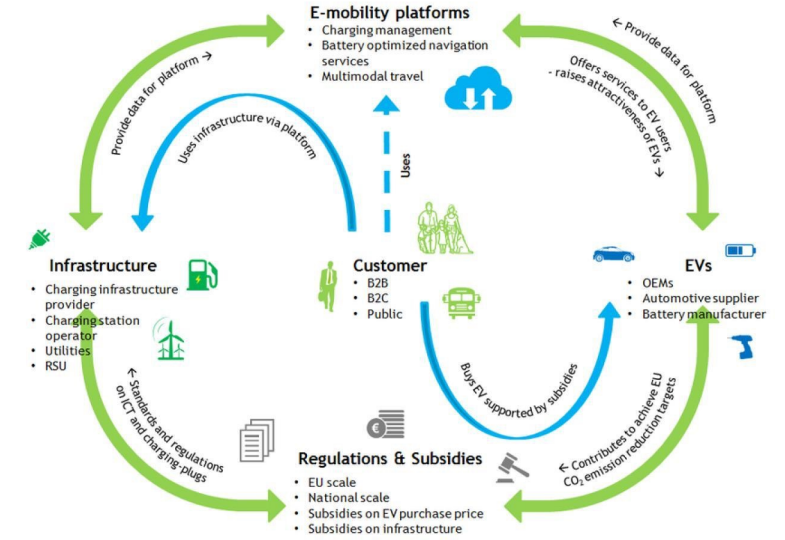 E-mobility platforms
• Charging management
• Battery optimized navigation
services
• Multimodal travel
Provide data for platform →
Uses infrastructure via platform
Uses
← Provide data for platform
Offers services to EV users
- raises attractiveness of EVs →
Infrastructure
• Charging infrastructure
provider
• Charging station
operator
• Utilities
• RSU
Customer
• B2B
• B2C
• Public
EVs
• OEMs
• Automotive supplier
• Battery manufacturer
← Standards and regulations
on ICT and charging-plugs
Buys EV supported by subsidies
← Contributes to achieve EU
CO₂ emission reduction targets
€
Regulations & Subsidies
• EU scale
• National scale
• Subsidies on EV purchase price
• Subsidies on infrastructure